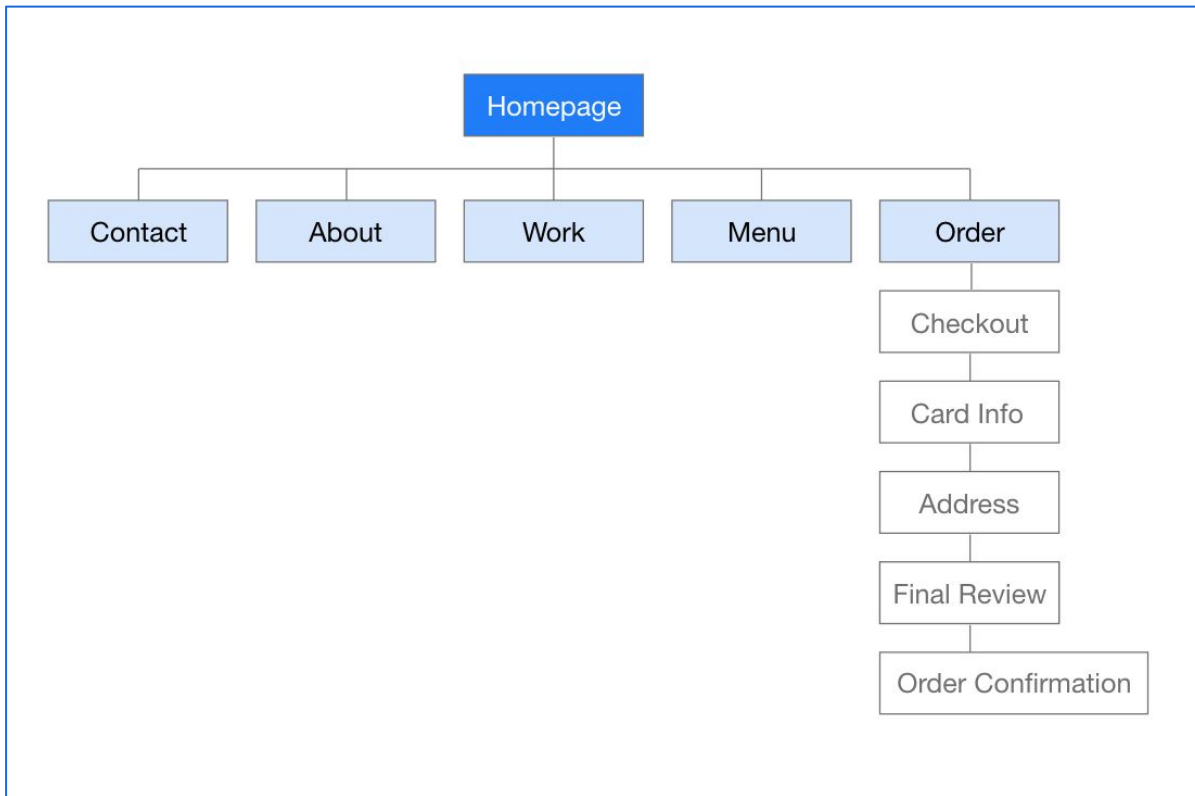 Homepage
Contact
About
Work
Menu
Order
Checkout
Card Info
Address
Final Review
Order Confirmation